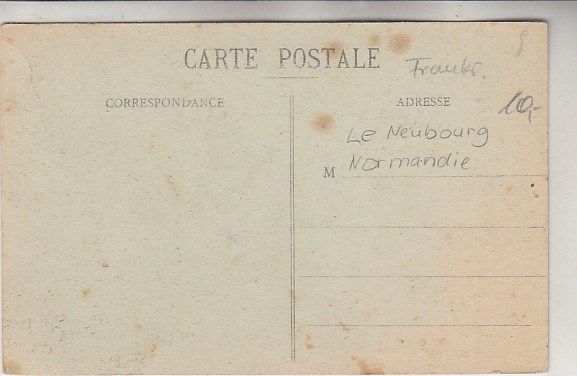 CARTE POSTALE
Frankr.
CORRESPONDANCE
ADRESSE
10,-
Le Neubourg
M Normandie